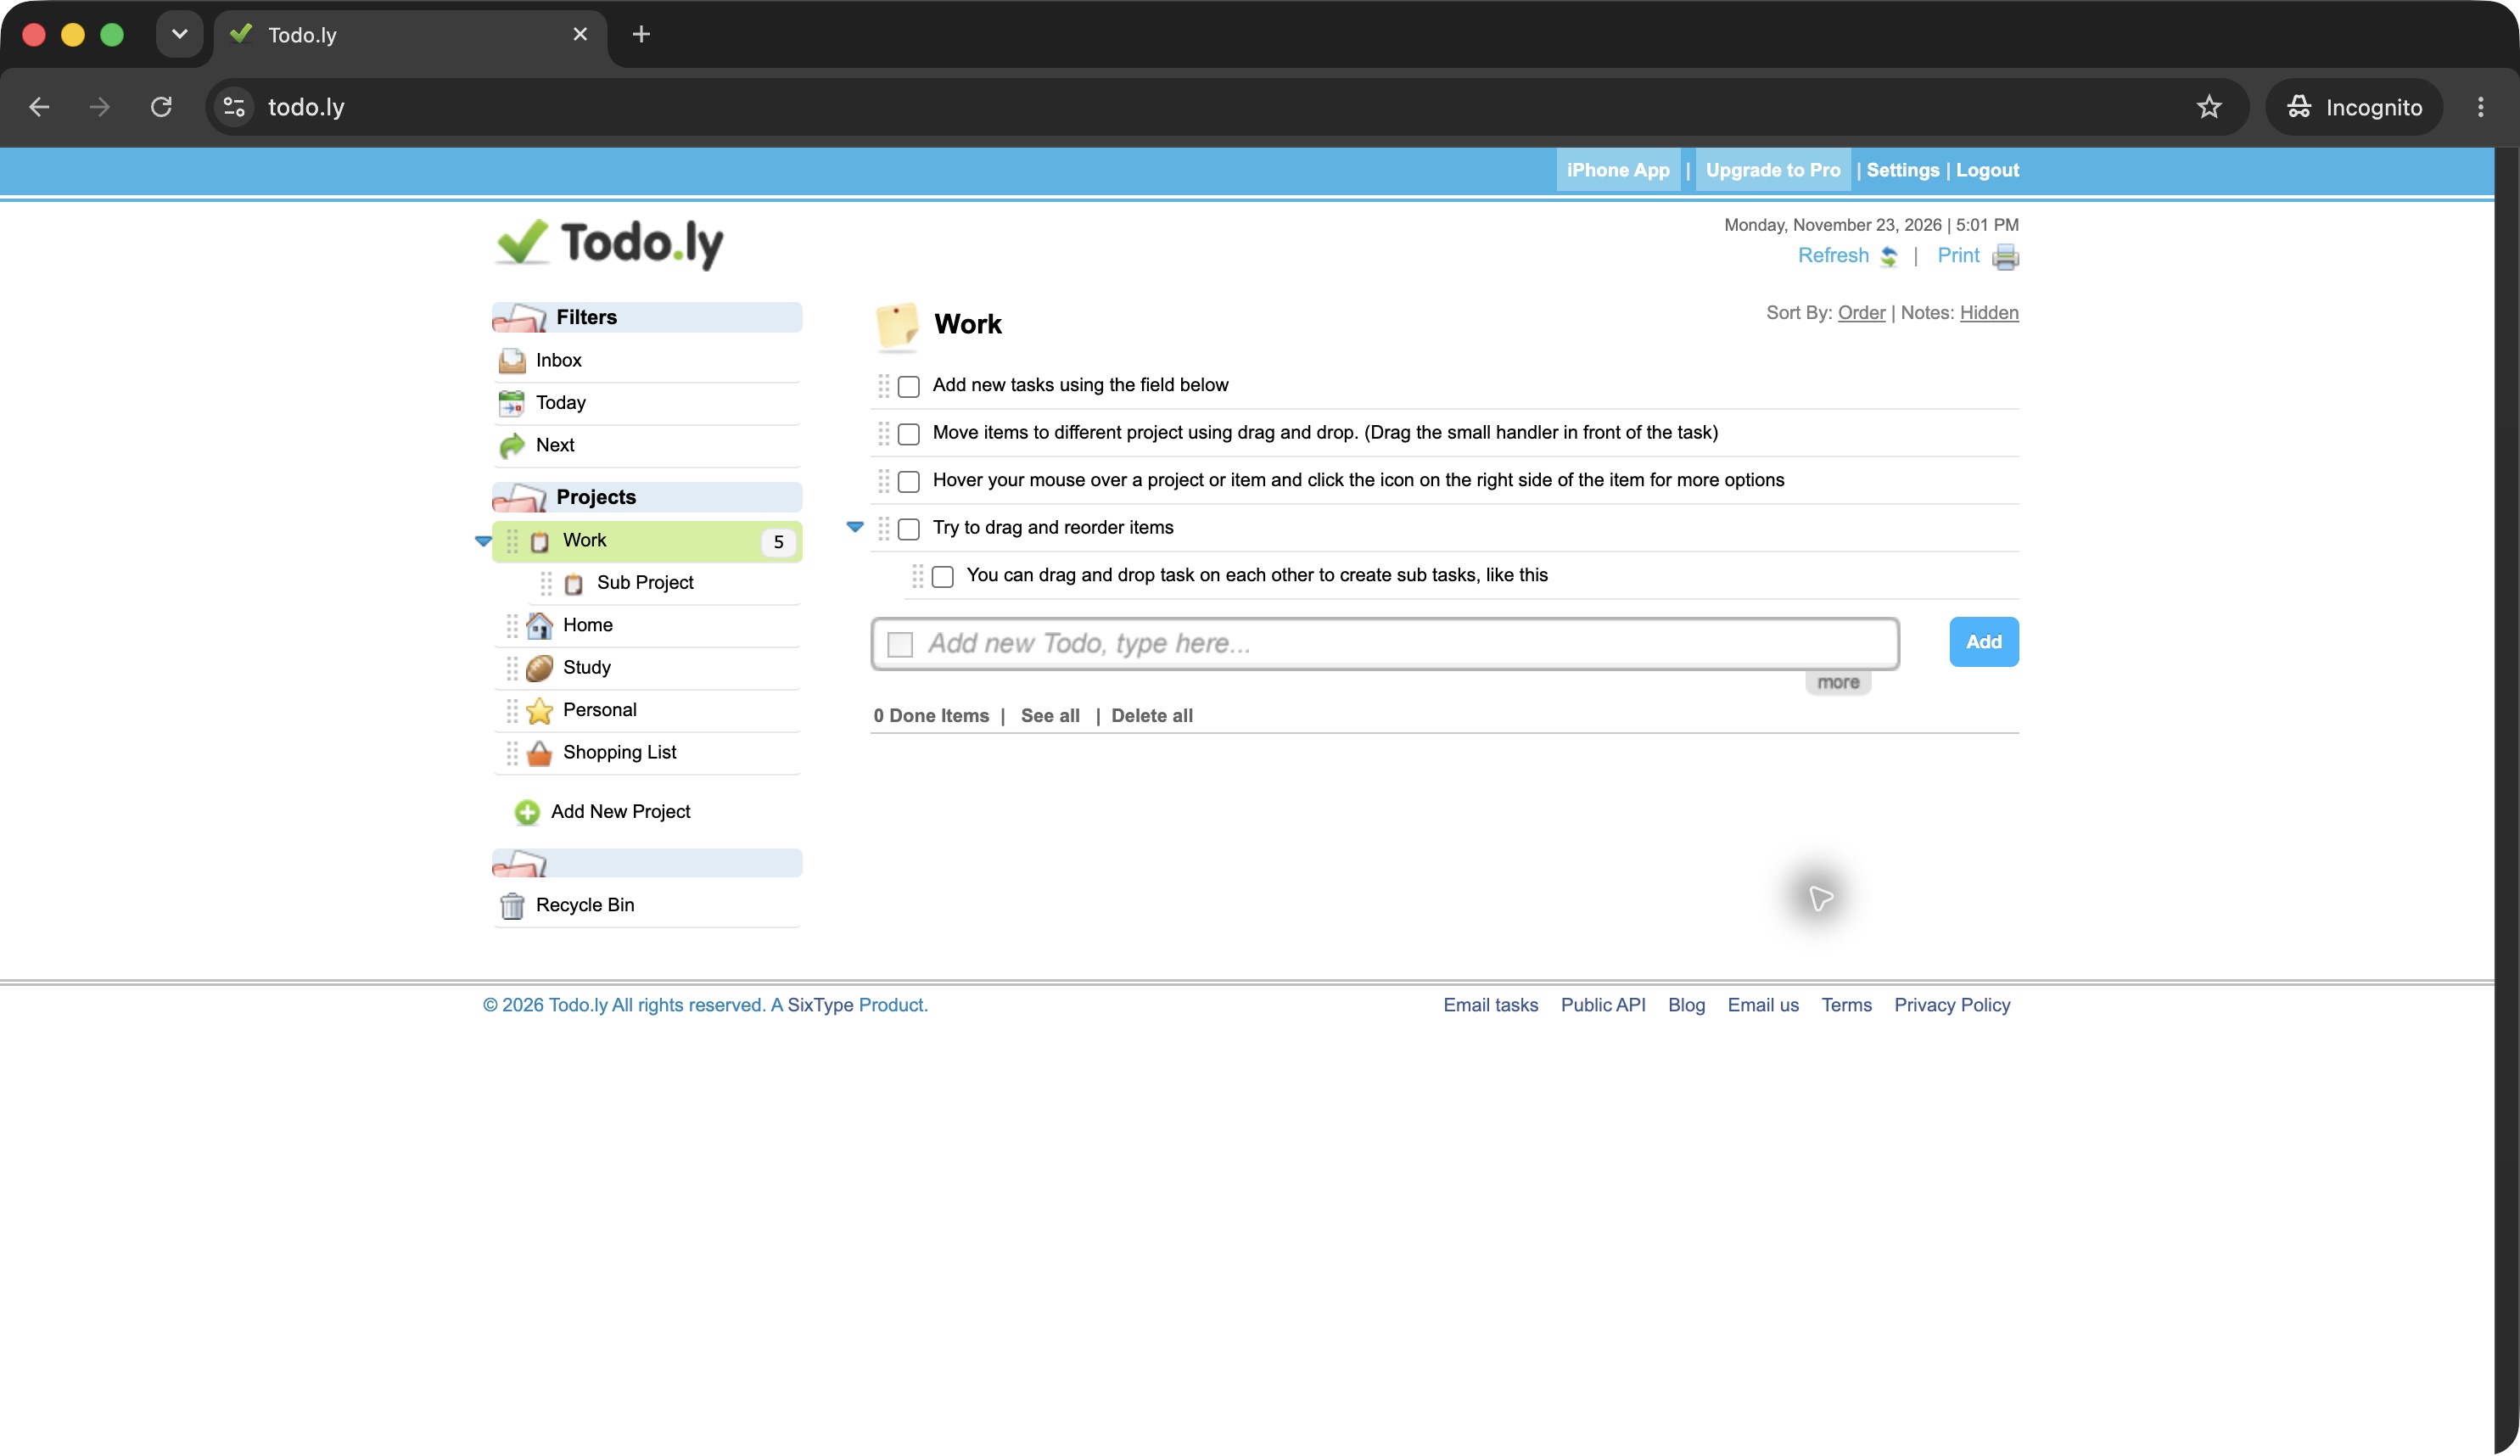 Todo.ly
todo.ly
Incognito
iPhone App | Upgrade to Pro | Settings | Logout
Todo.ly
Monday, November 23, 2026 | 5:01 PM
Refresh | Print
Filters
Inbox
Today
Next
Projects
Work 5
Sub Project
Home
Study
Personal
Shopping List
Add New Project
Recycle Bin
Work
Sort By: Order | Notes: Hidden
Add new tasks using the field below
Move items to different project using drag and drop. (Drag the small handler in front of the task)
Hover your mouse over a project or item and click the icon on the right side of the item for more options
Try to drag and reorder items
You can drag and drop task on each other to create sub tasks, like this
Add new Todo, type here...
Add
more
0 Done Items | See all | Delete all
© 2026 Todo.ly All rights reserved. A SixType Product.
Email tasks Public API Blog Email us Terms Privacy Policy